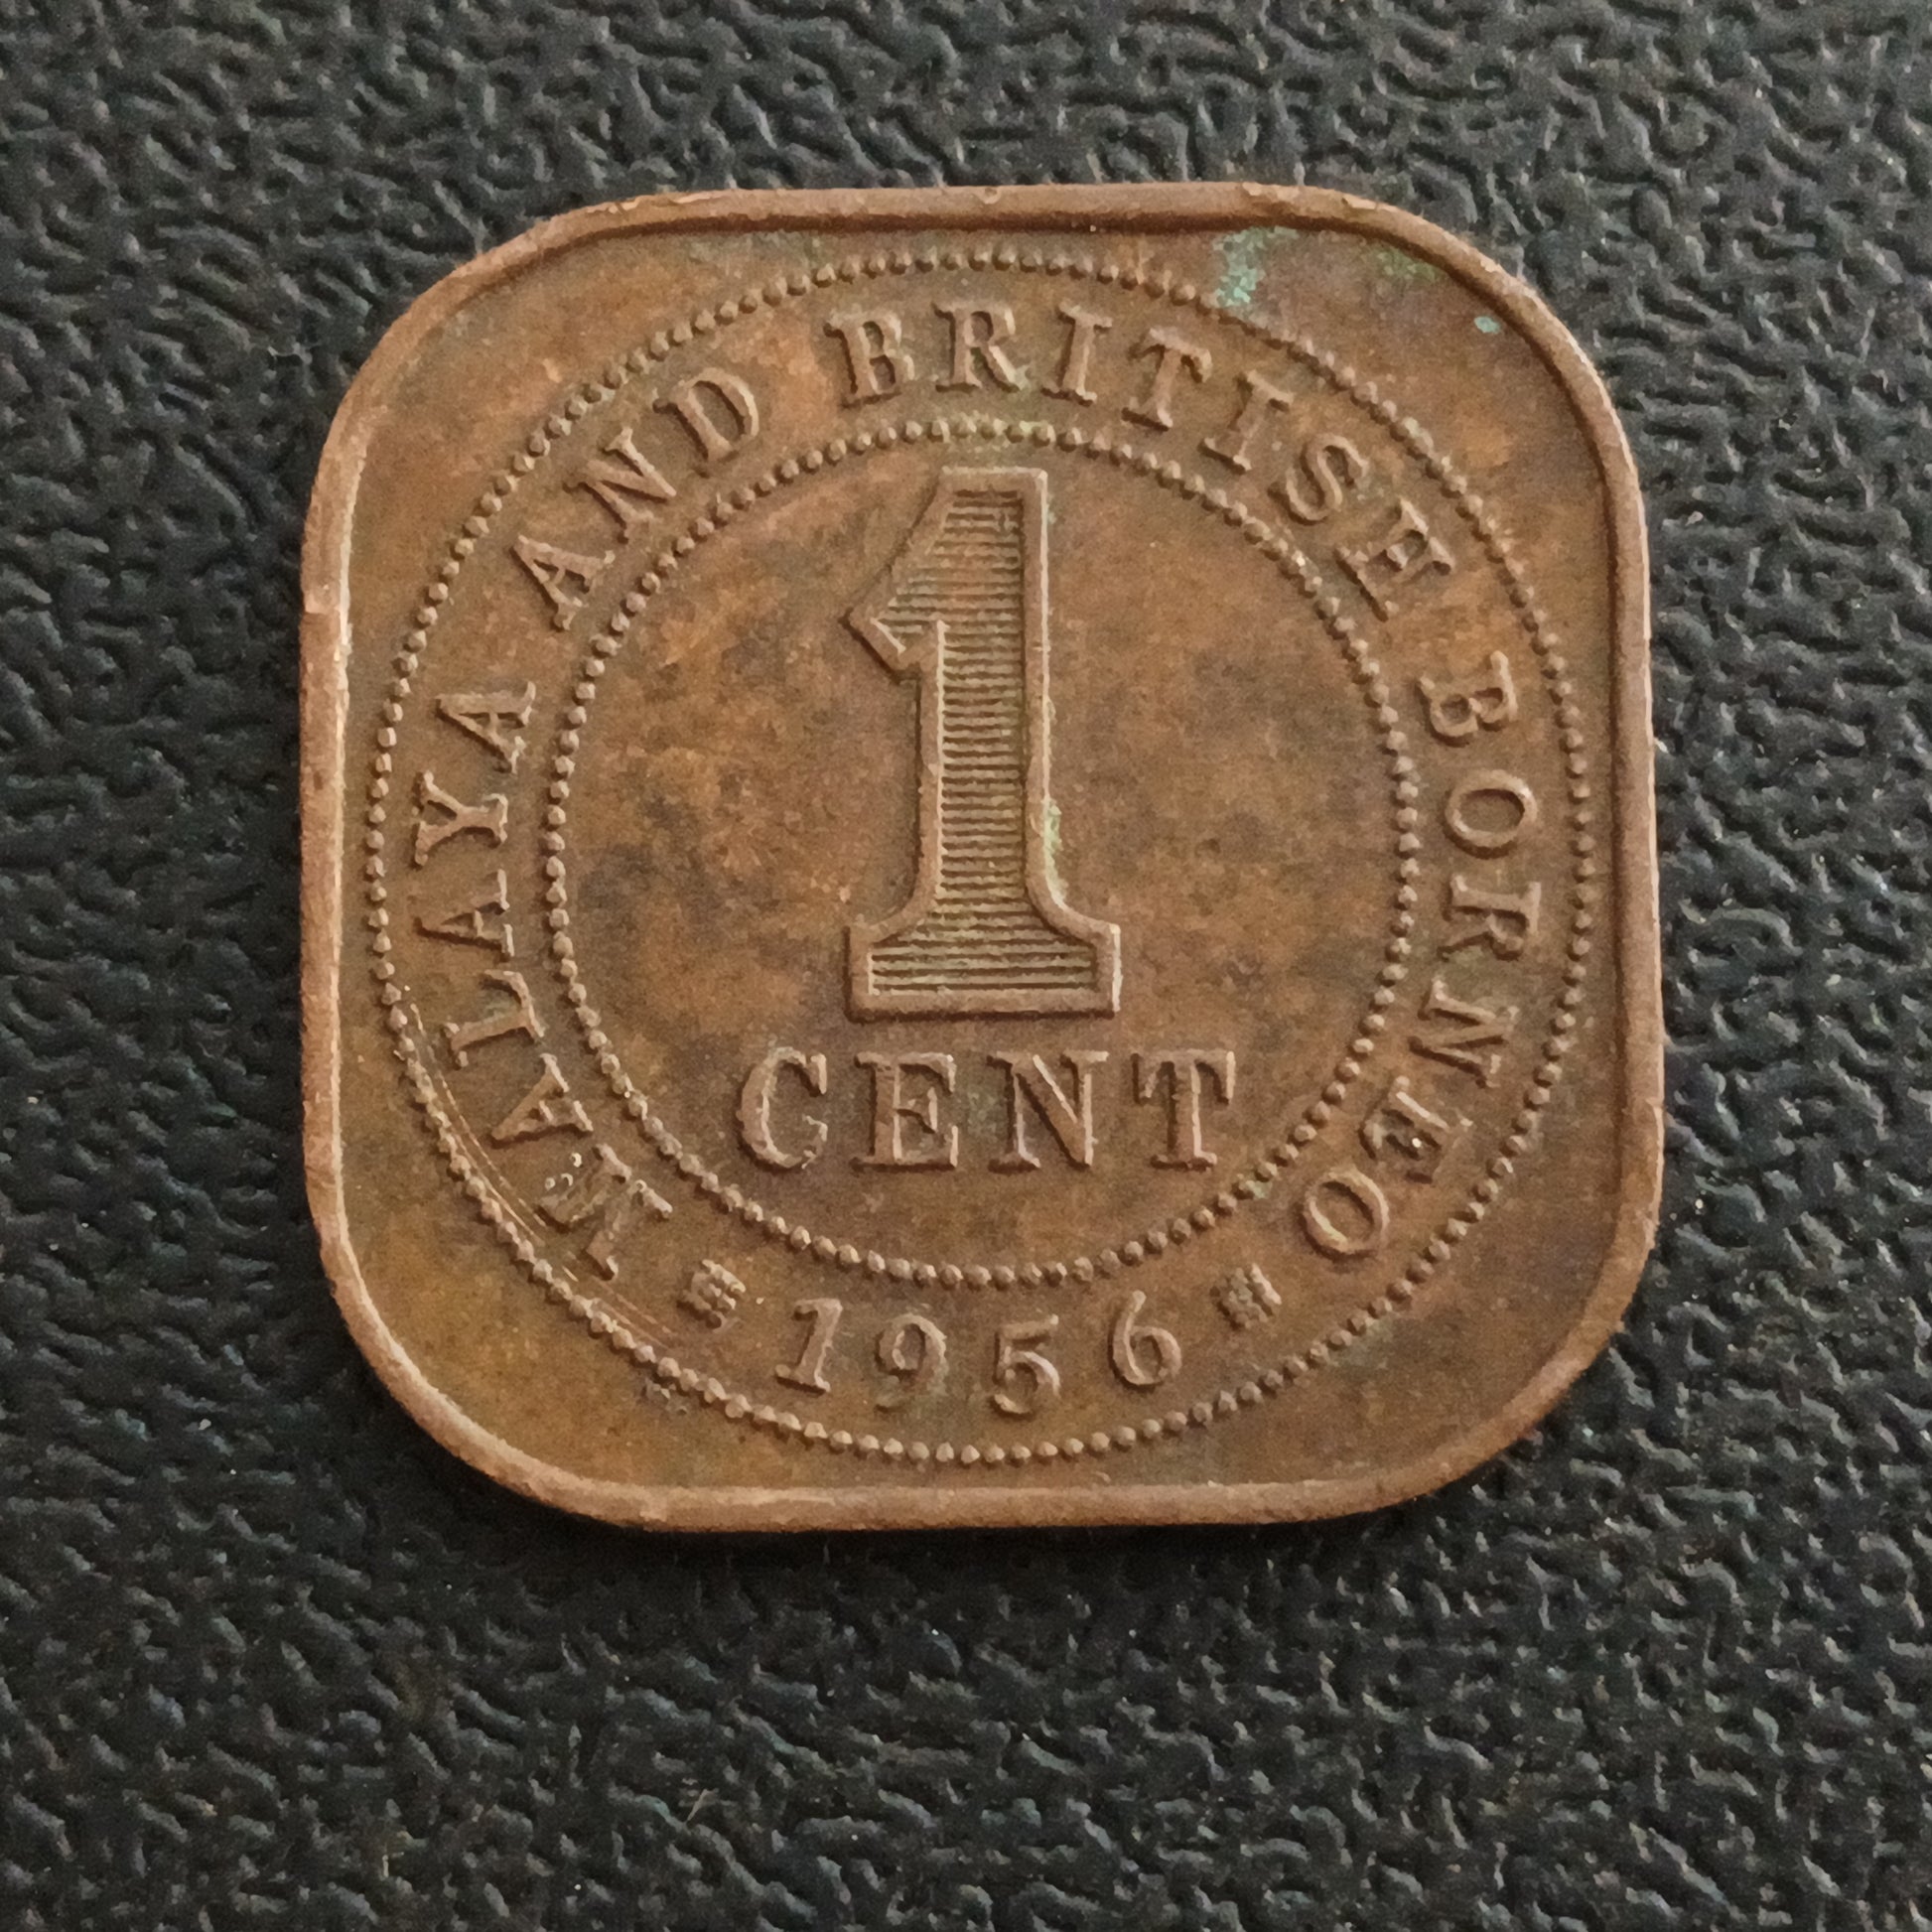 MALAYA AND BRITISH BORNEO
1
CENT
1956